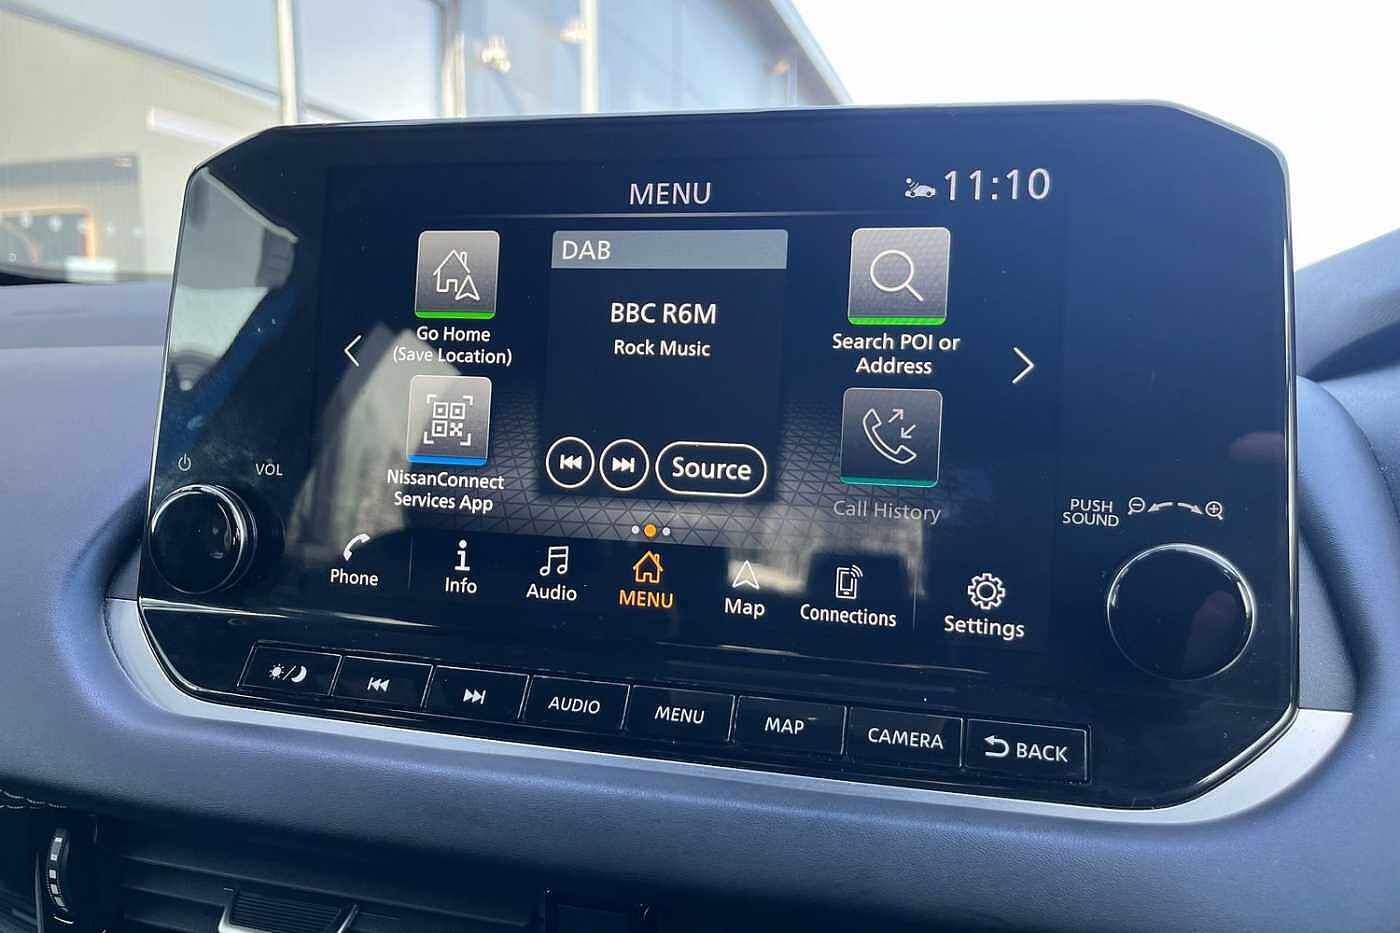 MENU
11:10
DAB
BBC R6M
Rock Music
Go Home
(Save Location)
Search POI or
Address
NissanConnect
Services App
Source
Call History
VOL
PUSH
SOUND
Phone
Info
Audio
MENU
Map
Connections
Settings
AUDIO
MENU
MAP
CAMERA
BACK